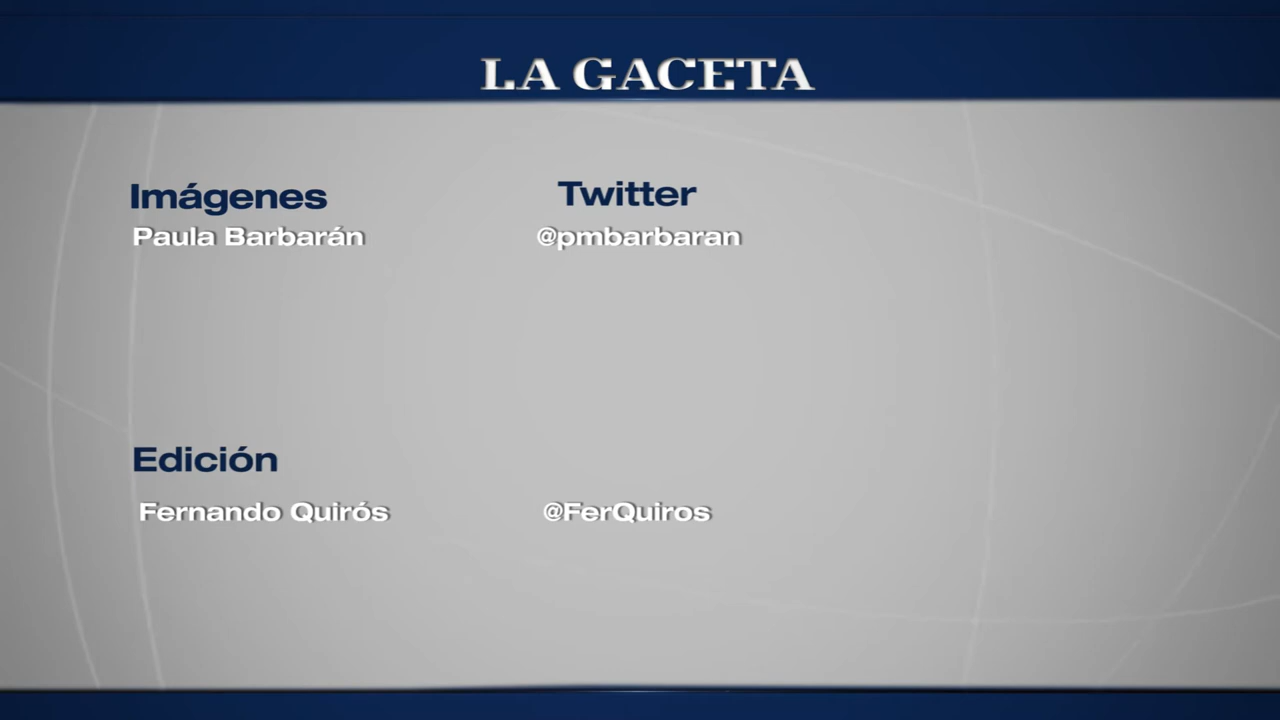 LA GACETA
Imágenes
Twitter
Paula Barbarán
@pmbarbaran
Edición
Fernando Quirós
@FerQuiros